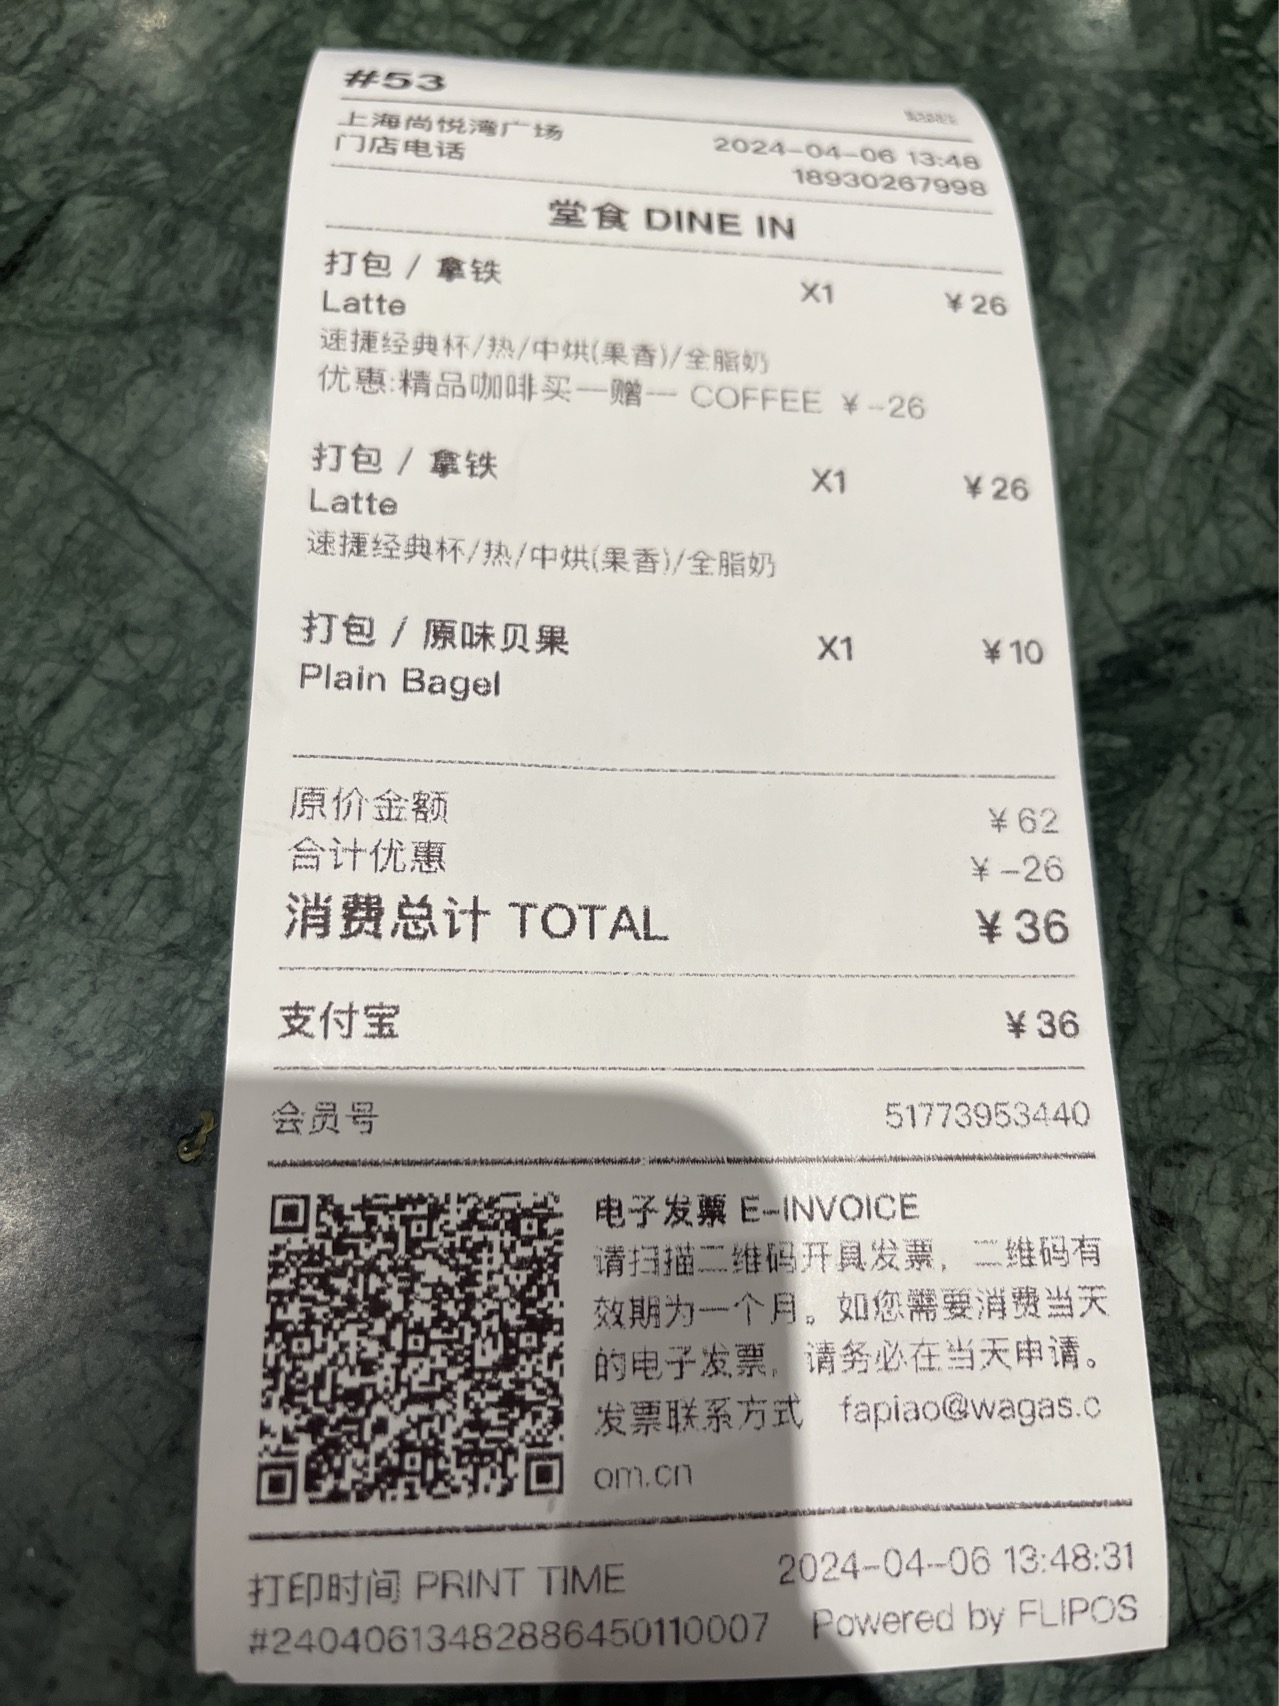 #53
上海尚悦湾广场 2024-04-06 13:48
门店电话 18930267998
堂食 DINE IN
打包 / 拿铁 X1 ¥26
Latte
速捷经典杯/热/中烘(果香)/全脂奶
优惠:精品咖啡买一赠一 COFFEE ¥-26
打包 / 拿铁 X1 ¥26
Latte
速捷经典杯/热/中烘(果香)/全脂奶
打包 / 原味贝果 X1 ¥10
Plain Bagel
原价金额 ¥62
合计优惠 ¥-26
消费总计 TOTAL ¥36
支付宝 ¥36
会员号 51773953440
电子发票 E-INVOICE
请扫描二维码开具发票，二维码有
效期为一个月。如您需要消费当天
的电子发票，请务必在当天申请。
发票联系方式 fapiao@wagas.c
om.cn
打印时间 PRINT TIME 2024-04-06 13:48:31
#24040613482886450110007 Powered by FLIPOS